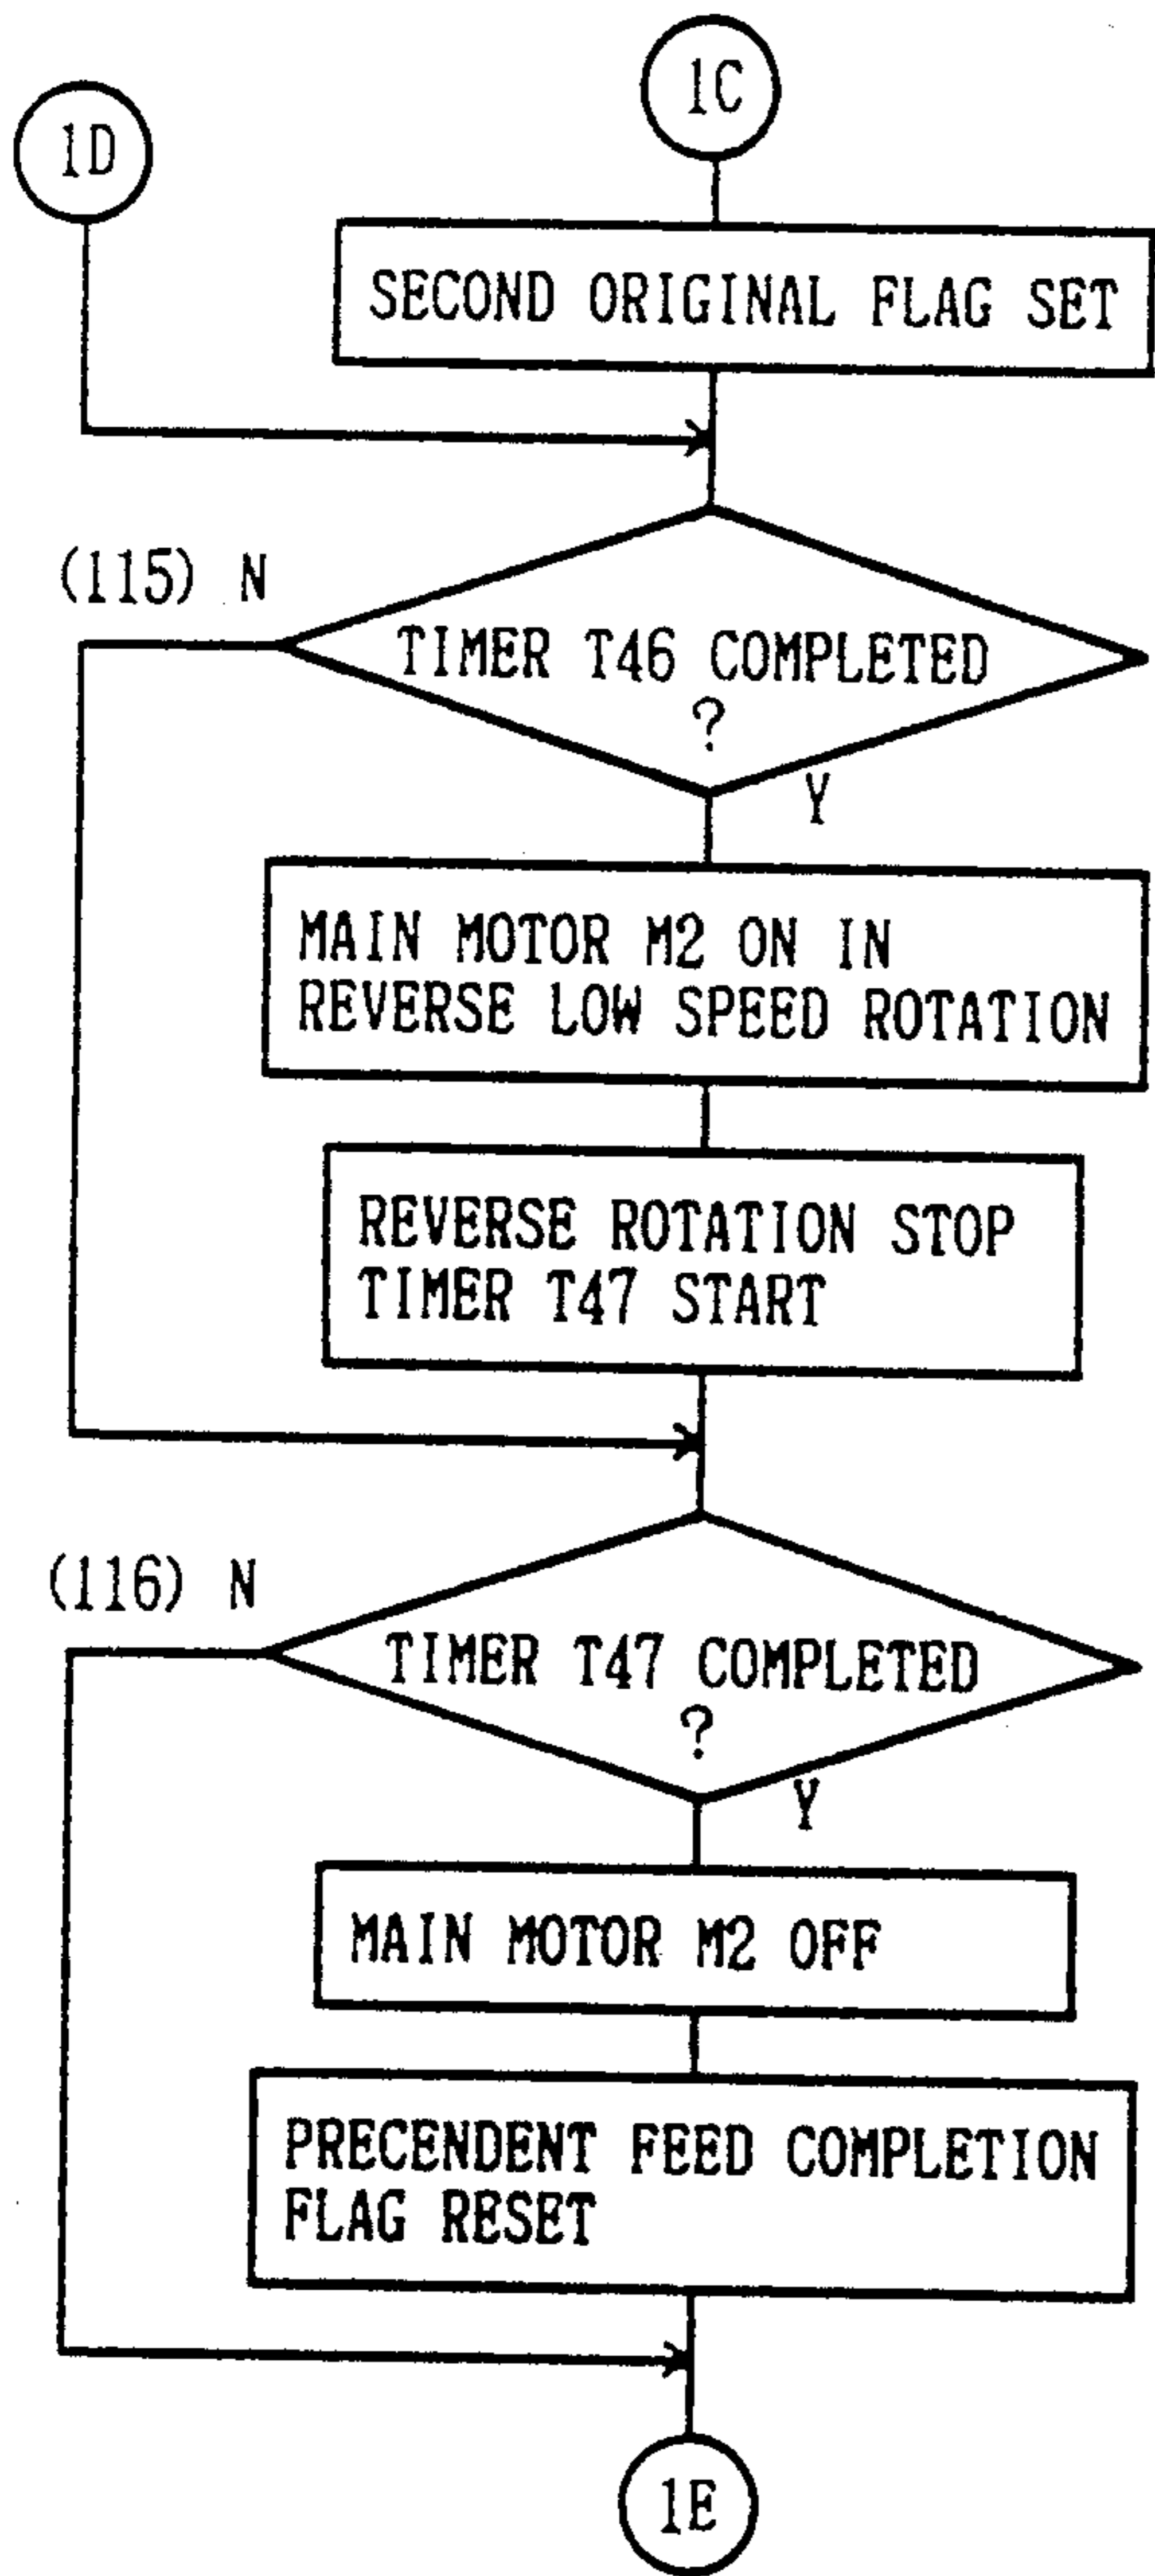 1C
1D
SECOND ORIGINAL FLAG SET
(115) N
TIMER T46 COMPLETED
?
Y
MAIN MOTOR M2 ON IN
REVERSE LOW SPEED ROTATION
REVERSE ROTATION STOP
TIMER T47 START
(116) N
TIMER T47 COMPLETED
?
Y
MAIN MOTOR M2 OFF
PRECENDENT FEED COMPLETION
FLAG RESET
1E